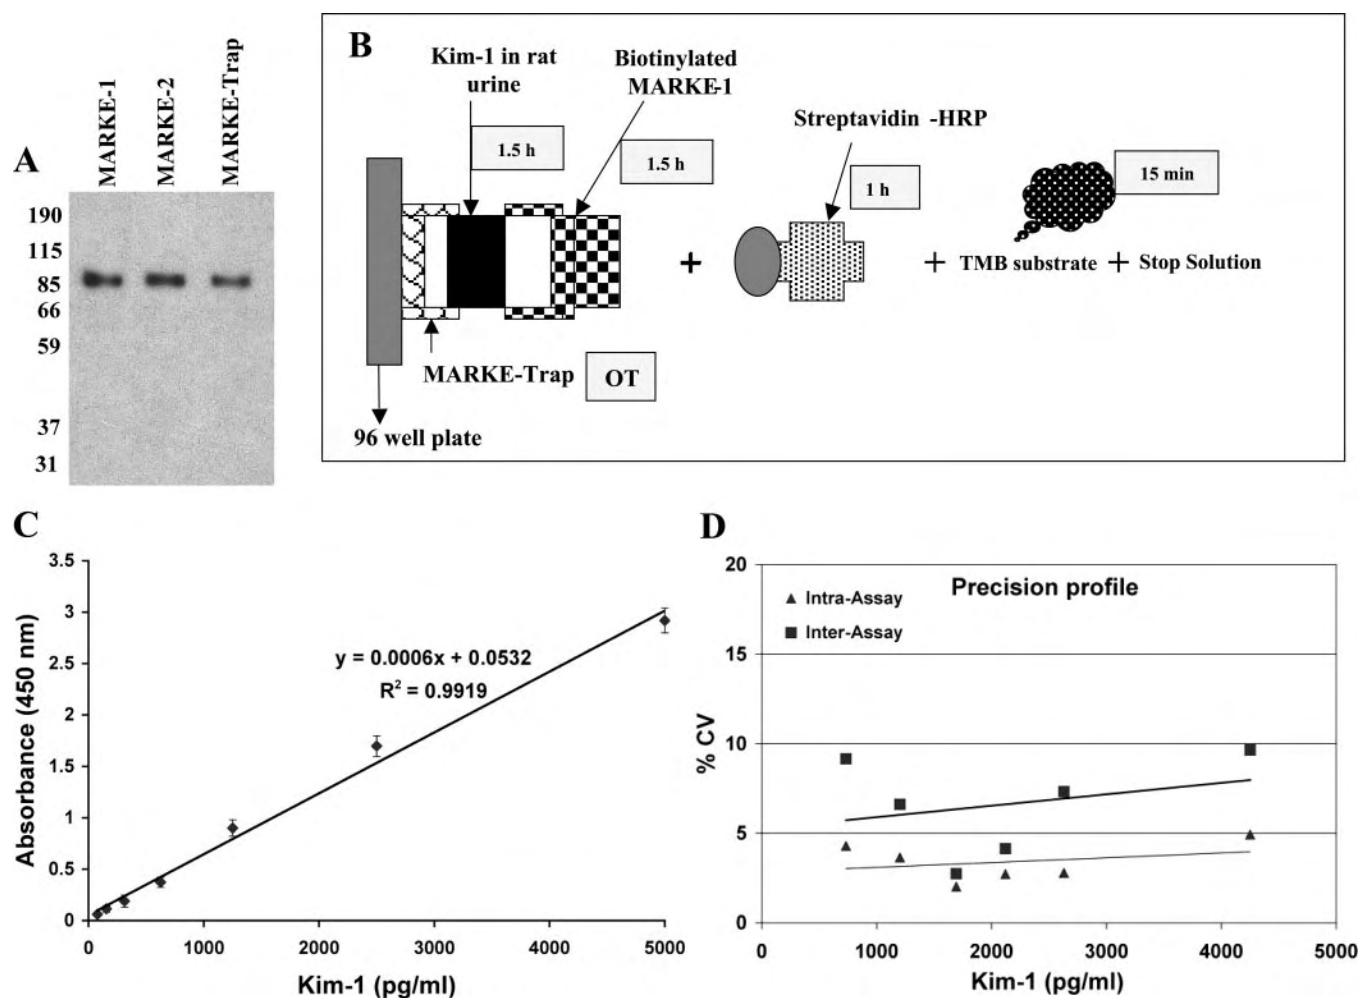 A
MARKE-1
MARKE-2
MARKE-Trap
190
115
85
66
59
37
31
B
Kim-1 in rat
urine
Biotinylated
MARKE-1
1.5 h
1.5 h
Streptavidin -HRP
1 h
15 min
+
+ TMB substrate + Stop Solution
MARKE-Trap
OT
96 well plate
C
3.5
3
2.5
2
1.5
1
0.5
0
Absorbance (450 nm)
y = 0.0006x + 0.0532
R² = 0.9919
0 1000 2000 3000 4000 5000
Kim-1 (pg/ml)
D
Precision profile
Intra-Assay
Inter-Assay
20
15
10
5
0
% CV
0 1000 2000 3000 4000 5000
Kim-1 (pg/ml)